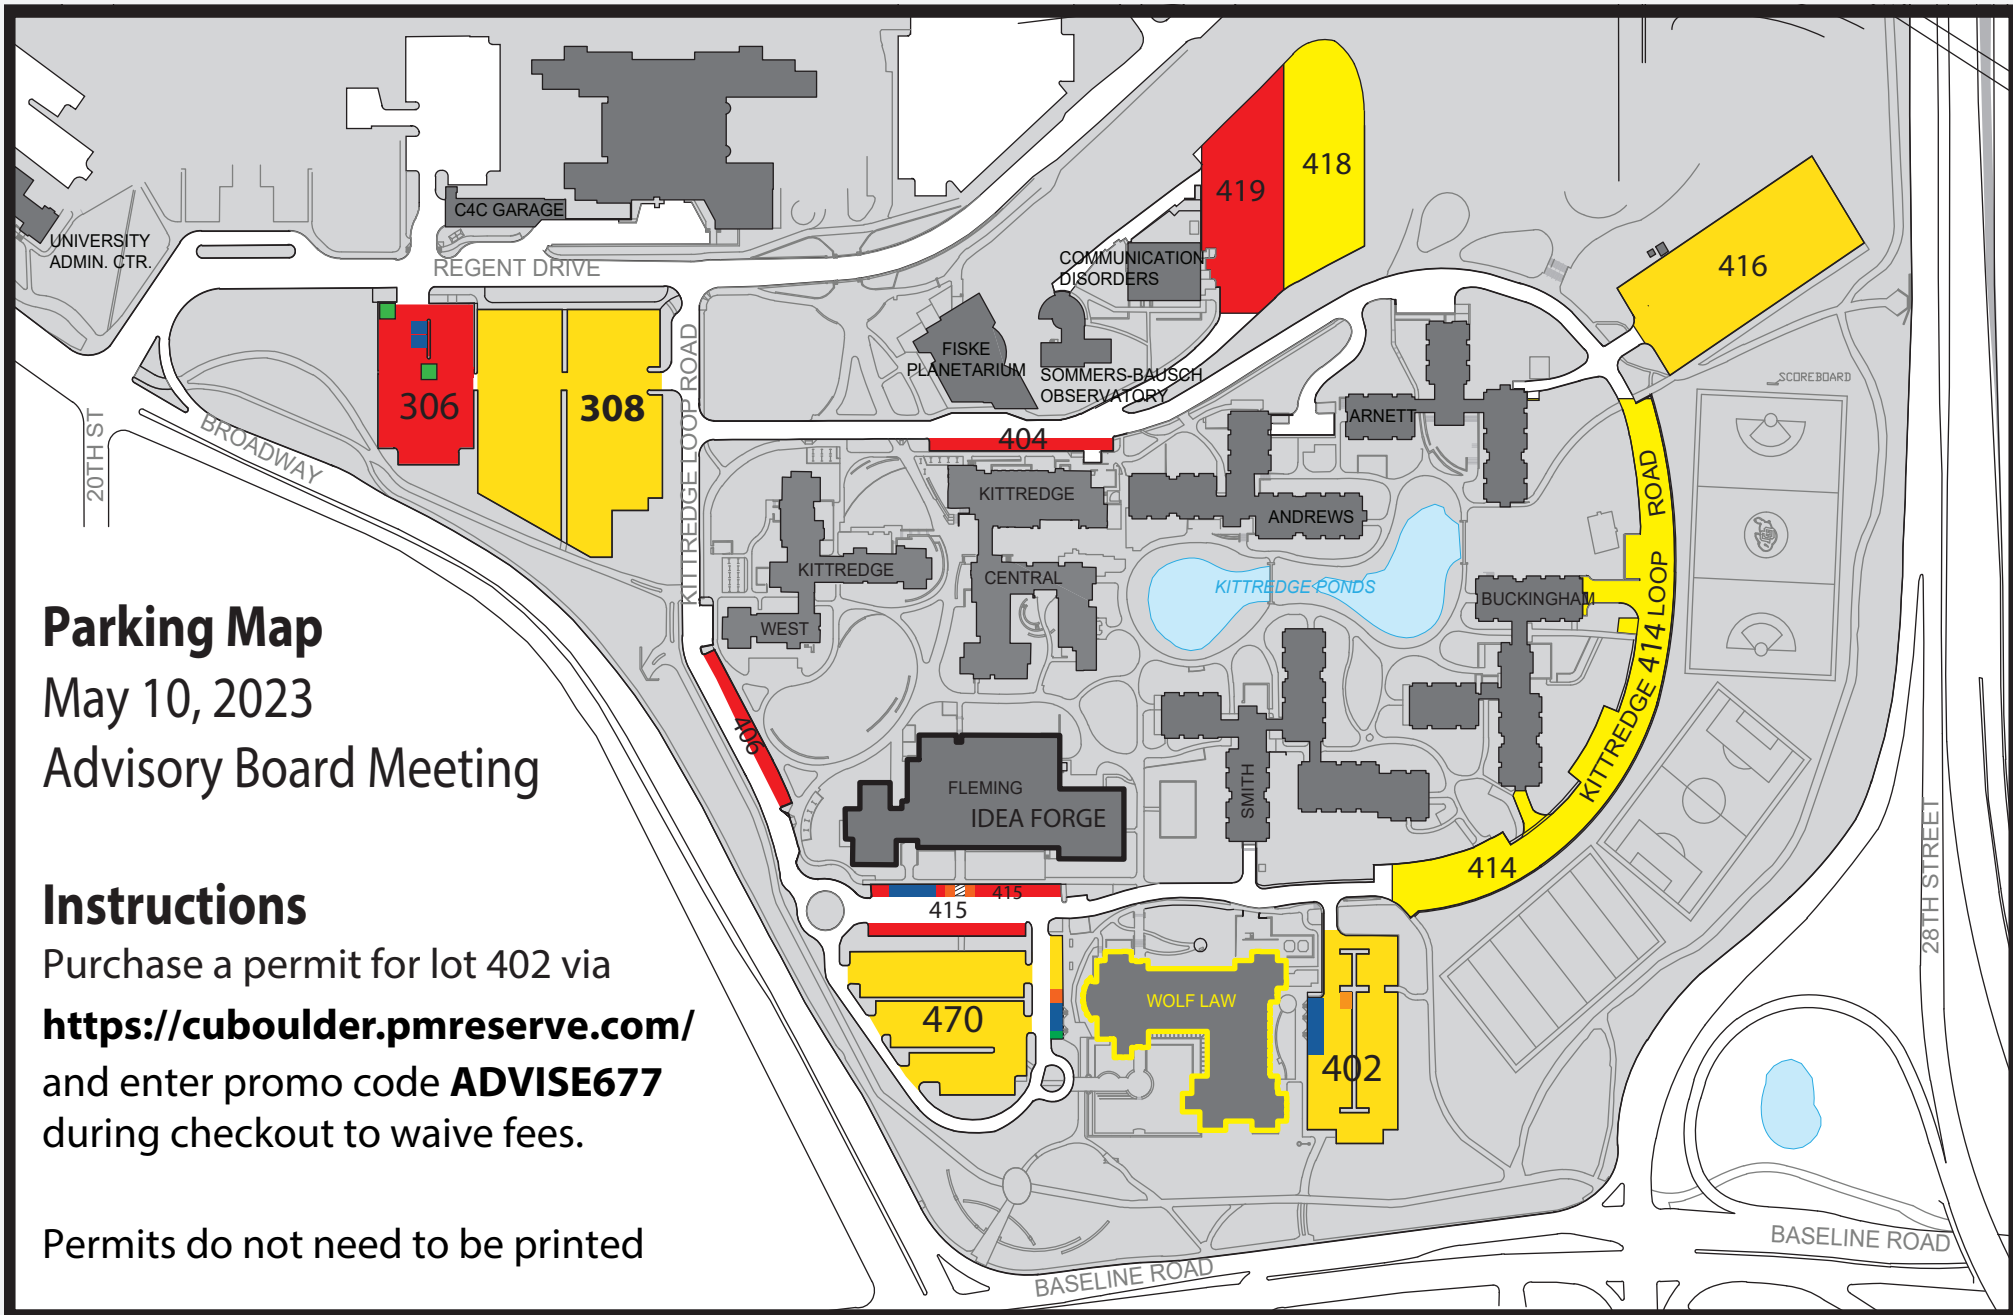 418
419
C4C GARAGE
UNIVERSITY
ADMIN. CTR.
REGENT DRIVE
COMMUNICATION
DISORDERS
416
FISKE
PLANETARIUM
SOMMERS-BAUSCH
OBSERVATORY
SCOREBOARD
306
308
KITTREDGE LOOP ROAD
ARNETT
20TH ST
BROADWAY
404
KITTREDGE
ANDREWS
KITTREDGE
CENTRAL
KITTREDGE PONDS
BUCKINGHAM
WEST
KITTREDGE 414 LOOP ROAD
Parking Map
May 10, 2023
Advisory Board Meeting
406
FLEMING
IDEA FORGE
SMITH
414
28TH STREET
415
415
Instructions
Purchase a permit for lot 402 via
https://cuboulder.pmreserve.com/
and enter promo code ADVISE677
during checkout to waive fees.
470
WOLF LAW
402
Permits do not need to be printed
BASELINE ROAD
BASELINE ROAD